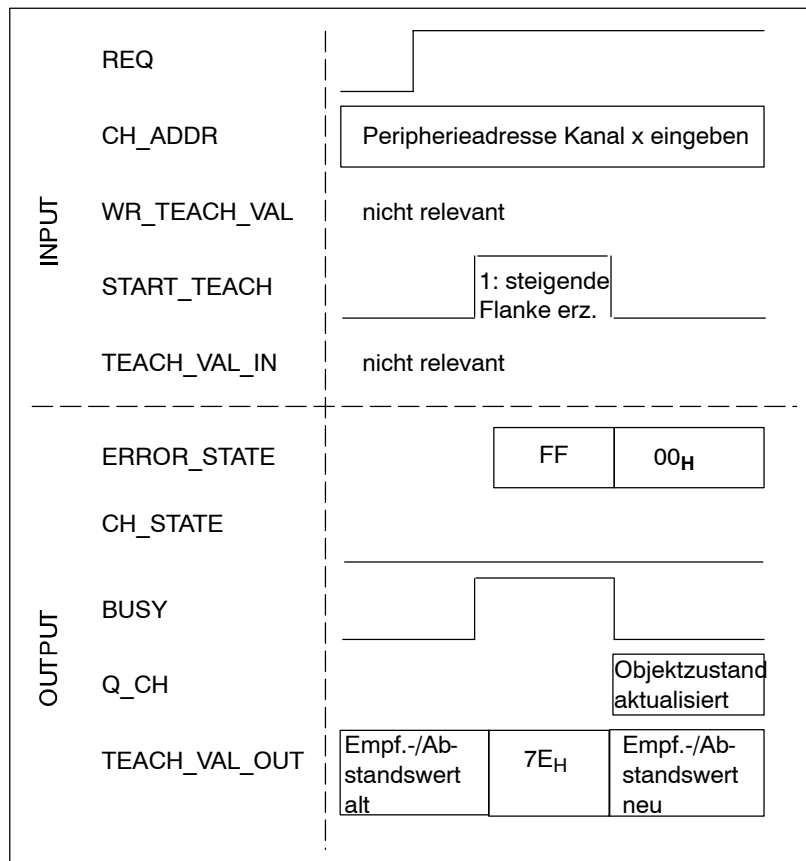 INPUT
REQ
CH_ADDR
Peripherieadresse Kanal x eingeben
WR_TEACH_VAL
nicht relevant
START_TEACH
1: steigende
Flanke erz.
TEACH_VAL_IN
nicht relevant
OUTPUT
ERROR_STATE
FF
00H
CH_STATE
BUSY
Q_CH
Objektzustand
aktualisiert
TEACH_VAL_OUT
Empf.-/Ab-
standswert
alt
7EH
Empf.-/Ab-
standswert
neu